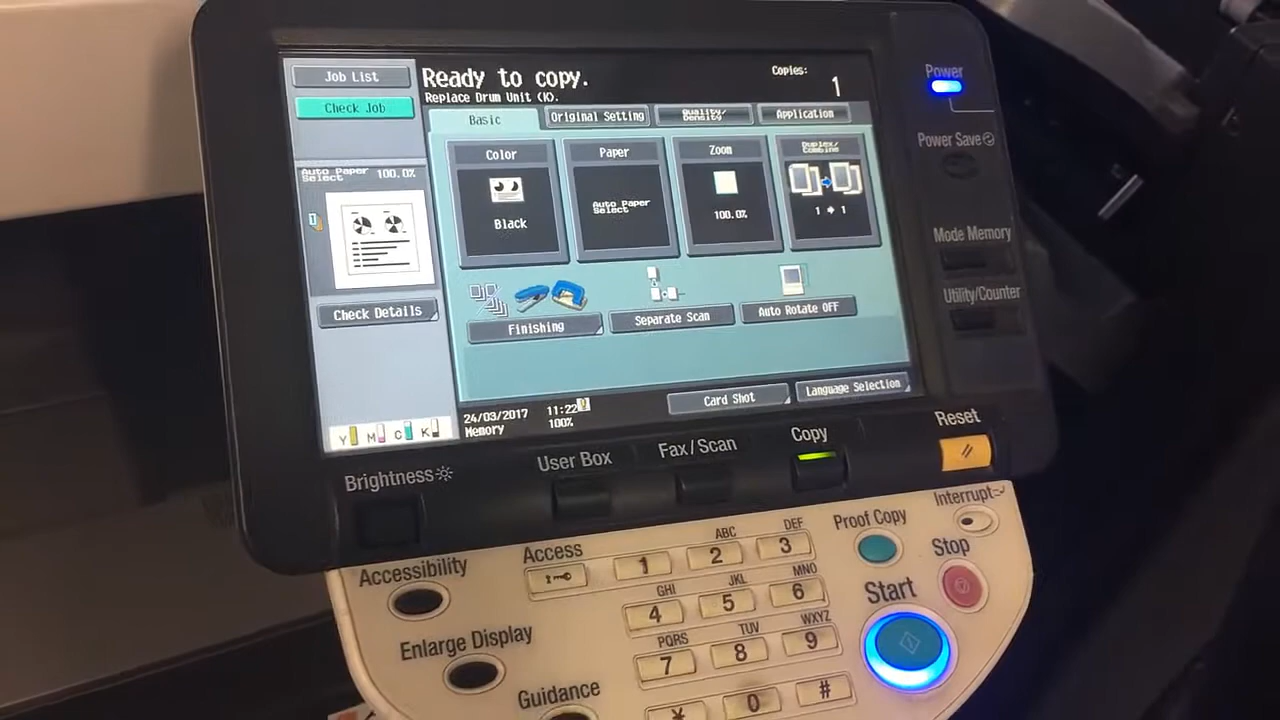 Job List
Check Job
Ready to copy.
Replace Drum Unit (K).
Copies:
1
Basic
Original Setting
Quality/
Density
Application
Auto Paper
Select
100.0%
Color
Black
Paper
Auto Paper
Select
Zoom
100.0%
Duplex/
Combine
1 → 1
Check Details
Finishing
Separate Scan
Auto Rotate OFF
Card Shot
Language Selection
Y M C K
24/03/2017 11:22
Memory 100%
Power
Power Save
Mode Memory
Utility/Counter
Brightness
User Box
Fax/Scan
Copy
Reset
Interrupt
Accessibility
Access
Proof Copy
Stop
Enlarge Display
Start
Guidance
1
ABC
2
DEF
3
GHI
4
JKL
5
MNO
6
PQRS
7
TUV
8
WXYZ
9
*
0
#